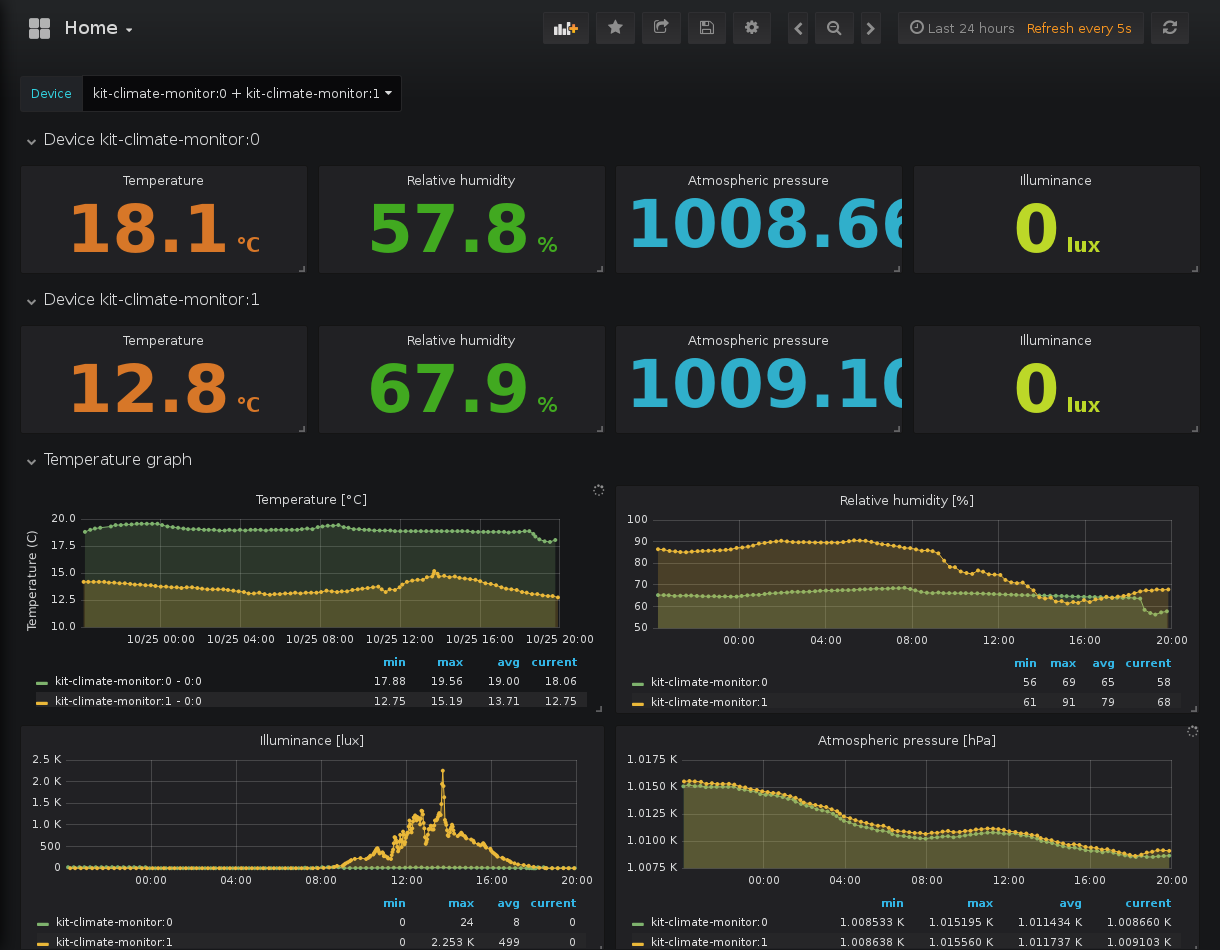 Home
Last 24 hours Refresh every 5s
Device kit-climate-monitor:0 + kit-climate-monitor:1
Device kit-climate-monitor:0
Temperature Relative humidity Atmospheric pressure Illuminance
18.1 °C 57.8 % 1008.66 0 lux
Device kit-climate-monitor:1
Temperature Relative humidity Atmospheric pressure Illuminance
12.8 °C 67.9 % 1009.10 0 lux
Temperature graph
Temperature [°C]
Temperature (C)
20.0
17.5
15.0
12.5
10.0
10/25 00:00 10/25 04:00 10/25 08:00 10/25 12:00 10/25 16:00 10/25 20:00
min max avg current
kit-climate-monitor:0 - 0:0 17.88 19.56 19.00 18.06
kit-climate-monitor:1 - 0:0 12.75 15.19 13.71 12.75
Relative humidity [%]
100
90
80
70
60
50
00:00 04:00 08:00 12:00 16:00 20:00
min max avg current
kit-climate-monitor:0 56 69 65 58
kit-climate-monitor:1 61 91 79 68
Illuminance [lux]
2.5 K
2.0 K
1.5 K
1.0 K
500
0
00:00 04:00 08:00 12:00 16:00 20:00
min max avg current
kit-climate-monitor:0 0 24 8 0
kit-climate-monitor:1 0 2.253 K 499 0
Atmospheric pressure [hPa]
1.0175 K
1.0150 K
1.0125 K
1.0100 K
1.0075 K
00:00 04:00 08:00 12:00 16:00 20:00
min max avg current
kit-climate-monitor:0 1.008533 K 1.015195 K 1.011434 K 1.008660 K
kit-climate-monitor:1 1.008638 K 1.015560 K 1.011737 K 1.009103 K